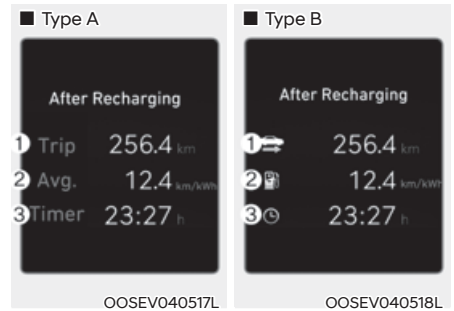 ■ Type A
After Recharging
1 Trip 256.4 km
2 Avg. 12.4 km/kWh
3 Timer 23:27 h
OOSEV040517L
■ Type B
After Recharging
1 256.4 km
2 12.4 km/kWh
3 23:27 h
OOSEV040518L